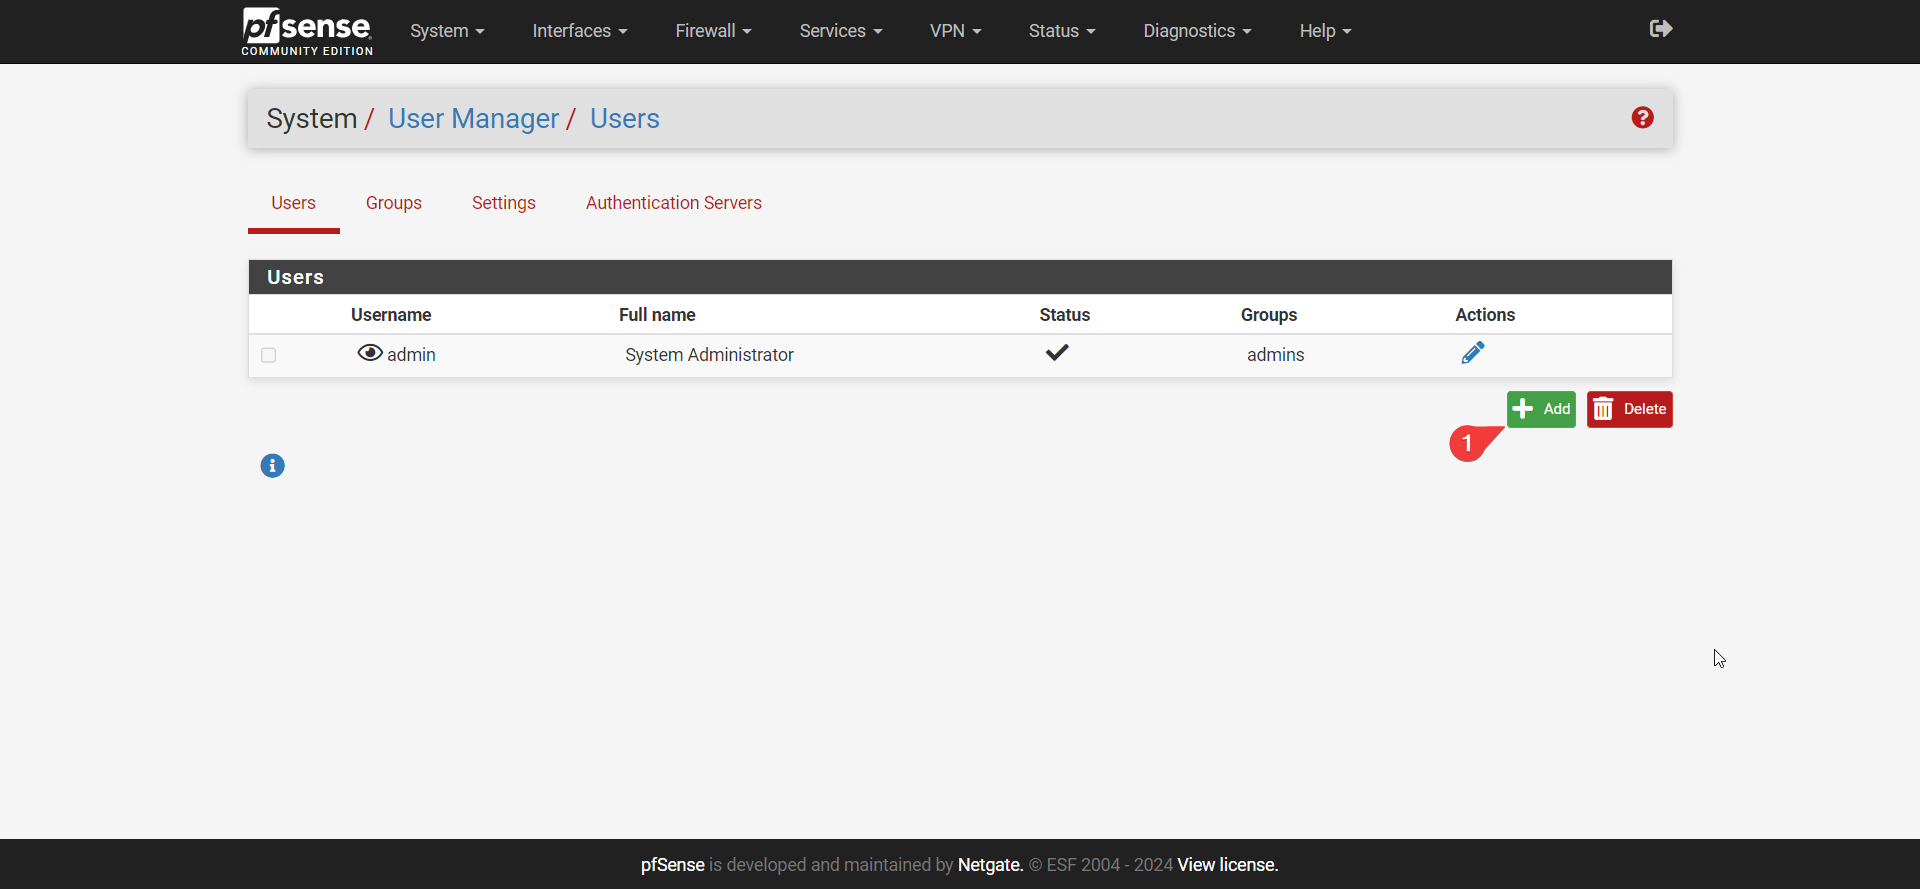 pfsense
COMMUNITY EDITION
System Interfaces Firewall Services VPN Status Diagnostics Help
System / User Manager / Users
Users Groups Settings Authentication Servers
Users
Username Full name Status Groups Actions
admin System Administrator admins
Add Delete
1
pfSense is developed and maintained by Netgate. © ESF 2004 - 2024 View license.